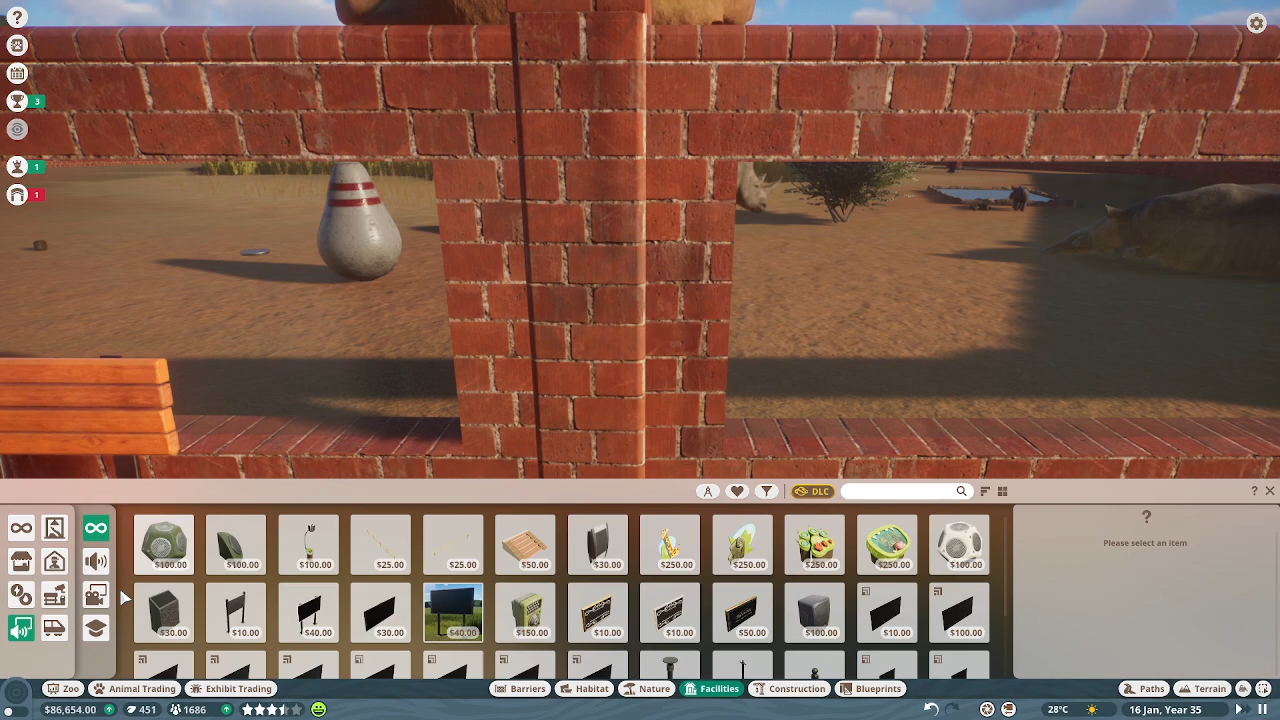 ?
3
1
1
DLC
?
$100.00 $100.00 $100.00 $25.00 $25.00 $50.00 $30.00 $250.00 $250.00 $250.00 $250.00 $100.00
?
Please select an item
$30.00 $10.00 $40.00 $30.00 $40.00 $150.00 $10.00 $10.00 $50.00 $100.00 $10.00 $100.00
Zoo Animal Trading Exhibit Trading Barriers Habitat Nature Facilities Construction Blueprints Paths Terrain
$86,654.00 451 1686 28°C 16 Jan, Year 35